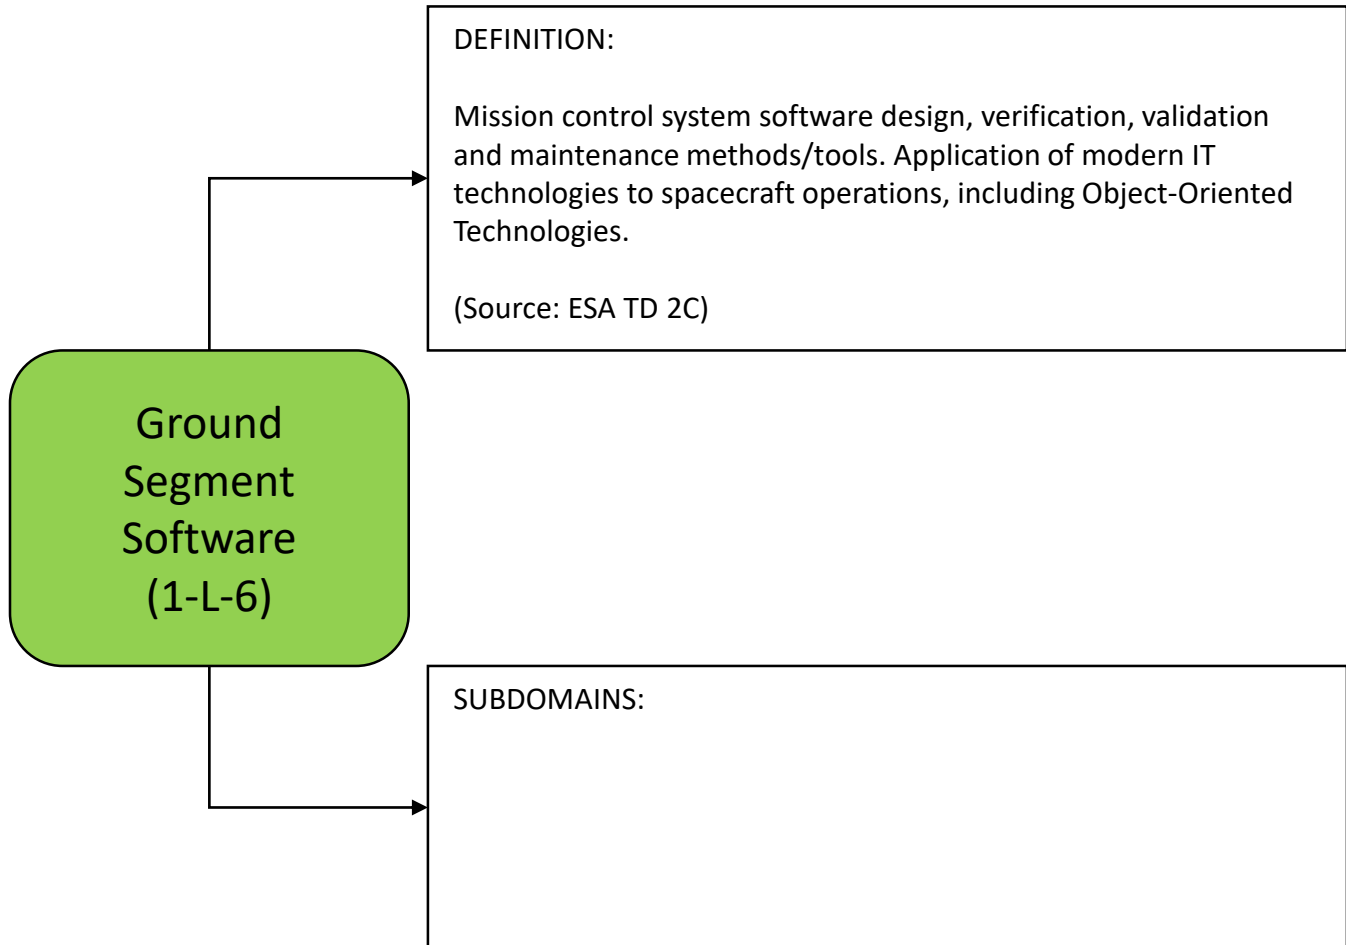 DEFINITION:
Mission control system software design, verification, validation
and maintenance methods/tools. Application of modern IT
technologies to spacecraft operations, including Object-Oriented
Technologies.
(Source: ESA TD 2C)
Ground
Segment
Software
(1-L-6)
SUBDOMAINS: